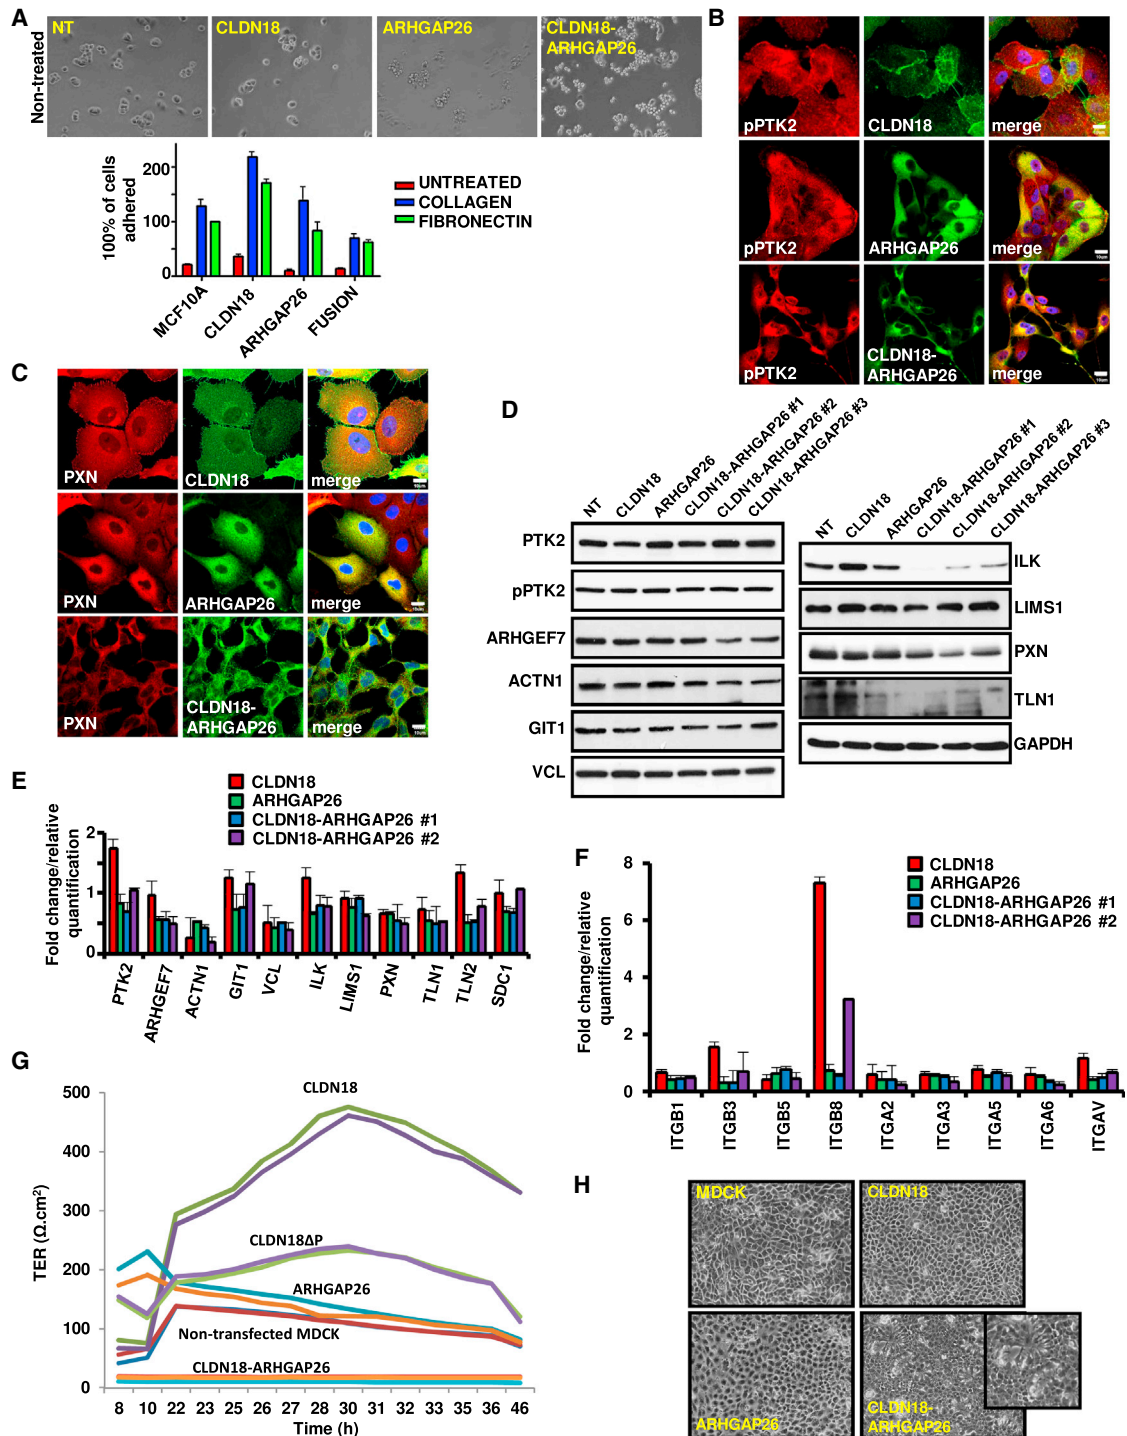 A
NT
CLDN18
ARHGAP26
CLDN18-
ARHGAP26
Non-treated
200
100
0
100% of cells
adhered
UNTREATED
COLLAGEN
FIBRONECTIN
MCF10A
CLDN18
ARHGAP26
FUSION
B
pPTK2
CLDN18
merge
pPTK2
ARHGAP26
merge
pPTK2
CLDN18-
ARHGAP26
merge
C
PXN
CLDN18
merge
PXN
ARHGAP26
merge
PXN
CLDN18-
ARHGAP26
merge
D
NT
CLDN18
ARHGAP26
CLDN18-ARHGAP26 #1
CLDN18-ARHGAP26 #2
CLDN18-ARHGAP26 #3
PTK2
pPTK2
ARHGEF7
ACTN1
GIT1
VCL
NT
CLDN18
ARHGAP26
CLDN18-ARHGAP26 #1
CLDN18-ARHGAP26 #2
CLDN18-ARHGAP26 #3
ILK
LIMS1
PXN
TLN1
GAPDH
E
CLDN18
ARHGAP26
CLDN18-ARHGAP26 #1
CLDN18-ARHGAP26 #2
Fold change/relative
quantification
2
1
0
PTK2
ARHGEF7
ACTN1
GIT1
VCL
ILK
LIMS1
PXN
TLN1
TLN2
SDC1
F
CLDN18
ARHGAP26
CLDN18-ARHGAP26 #1
CLDN18-ARHGAP26 #2
Fold change/relative
quantification
8
6
4
2
0
ITGB1
ITGB3
ITGB5
ITGB8
ITGA2
ITGA3
ITGA5
ITGA6
ITGAV
G
TER (Ω.cm²)
500
400
300
200
100
0
CLDN18
CLDN18ΔP
ARHGAP26
Non-transfected MDCK
CLDN18-ARHGAP26
8 10 22 23 25 26 27 28 30 31 32 33 35 36 46
Time (h)
H
MDCK
CLDN18
ARHGAP26
CLDN18-
ARHGAP26